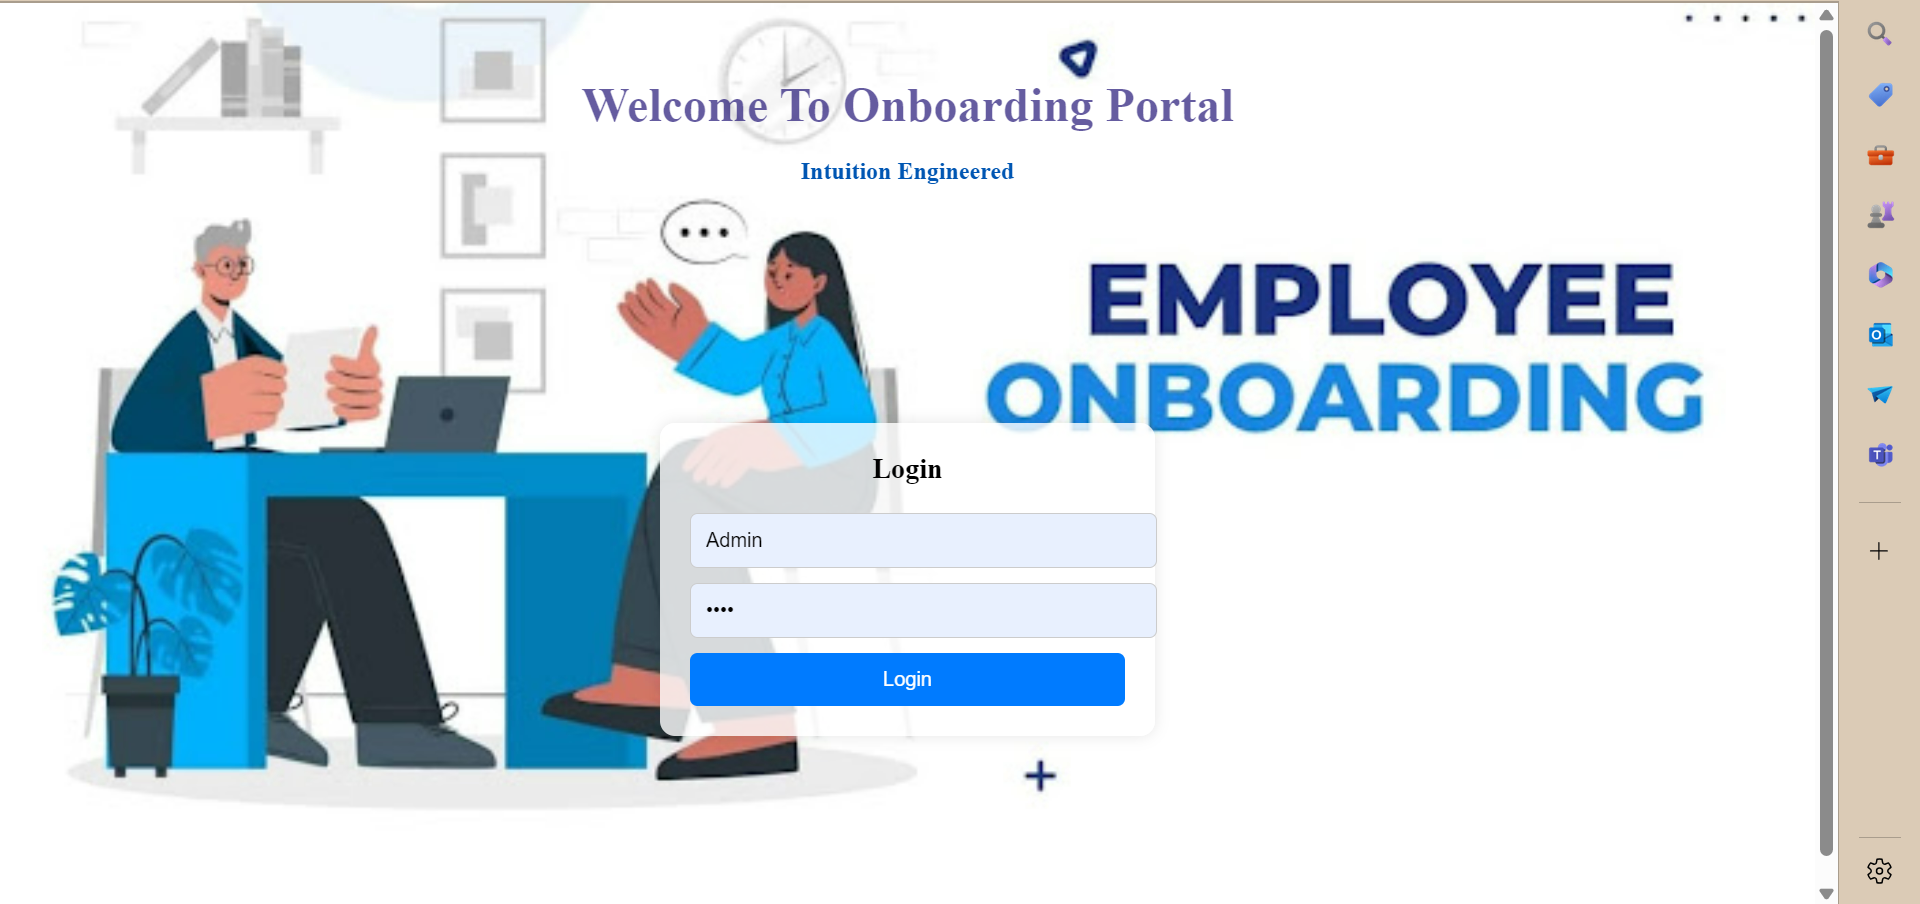 Welcome To Onboarding Portal
Intuition Engineered
EMPLOYEE
ONBOARDING
Login
Admin
••••
Login